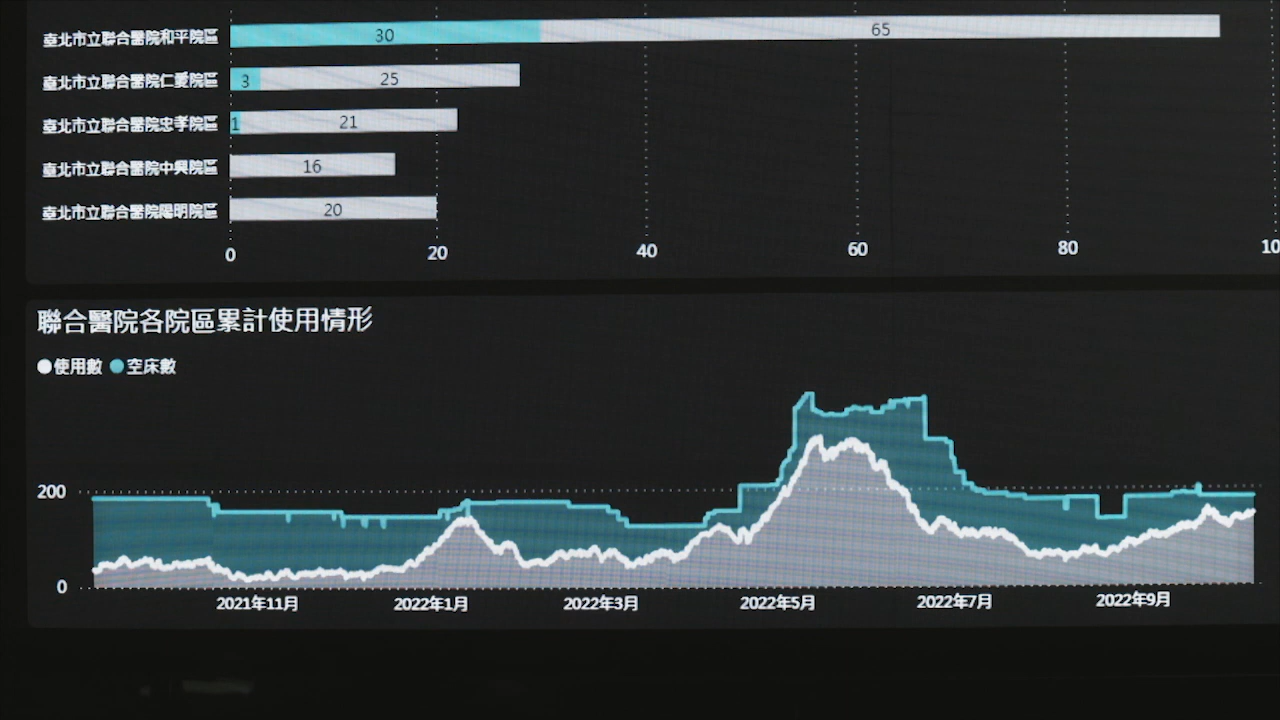 臺北市立聯合醫院和平院區 30 65
臺北市立聯合醫院仁愛院區 3 25
臺北市立聯合醫院忠孝院區 1 21
臺北市立聯合醫院中興院區 16
臺北市立聯合醫院陽明院區 20
0 20 40 60 80 10
聯合醫院各院區累計使用情形
使用數 空床數
200
0
2021年11月 2022年1月 2022年3月 2022年5月 2022年7月 2022年9月